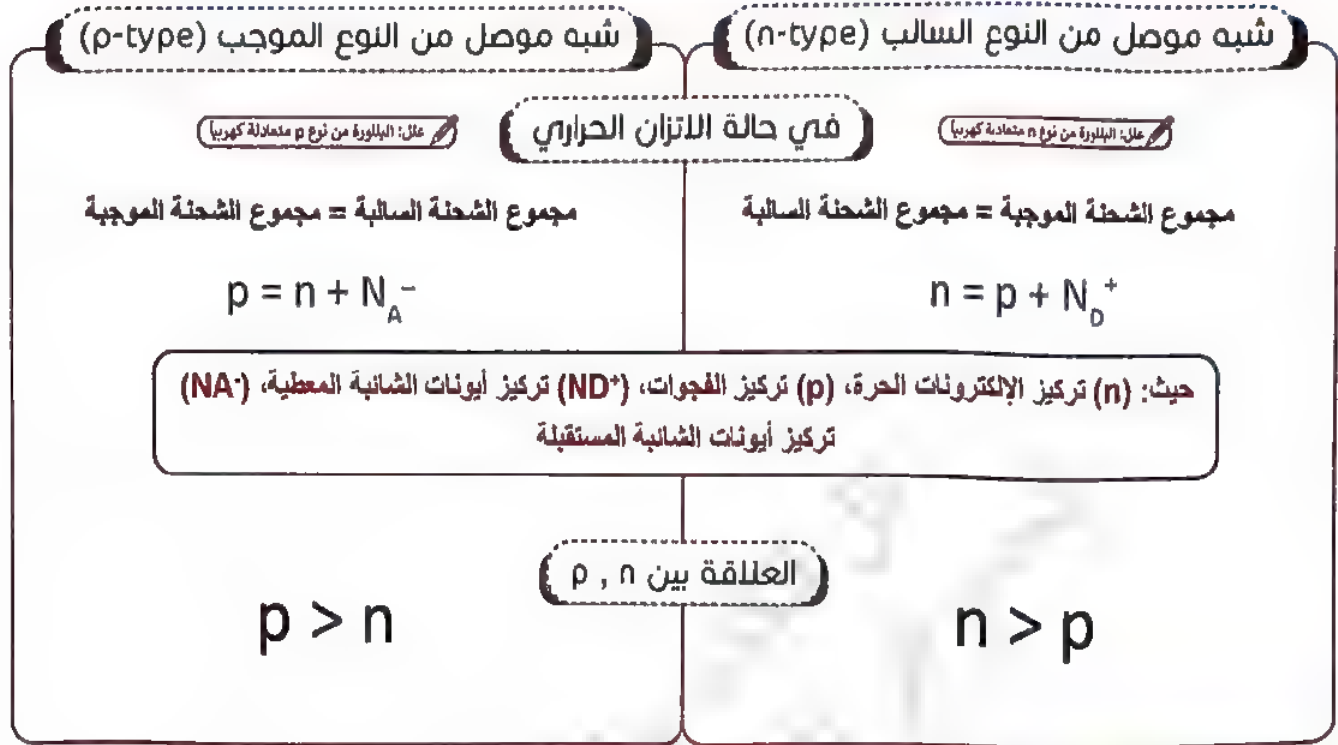 شبه موصل من النوع السالب (n-type)
شبه موصل من النوع الموجب (p-type)
في حالة الاتزان الحراري
علل: البللورة من نوع n متعادلة كهربياً
علل: البللورة من نوع p متعادلة كهربياً
مجموع الشحنة الموجبة = مجموع الشحنة السالبة
مجموع الشحنة السالبة = مجموع الشحنة الموجبة
n = p + N_D⁺
p = n + N_A⁻
حيث: (n) تركيز الإلكترونات الحرة، (p) تركيز الفجوات، (ND⁺) تركيز أيونات الشائبة المعطية، (NA⁻)
تركيز أيونات الشائبة المستقبلة
العلاقة بين p , n
n > p
p > n